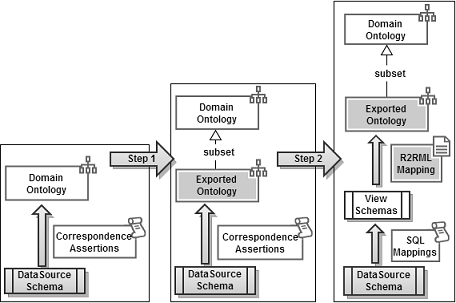 Domain
Ontology
Correspondence
Assertions
DataSource
Schema
Step 1
Domain
Ontology
subset
Exported
Ontology
Correspondence
Assertions
DataSource
Schema
Step 2
Domain
Ontology
subset
Exported
Ontology
R2RML
Mapping
View
Schemas
SQL
Mappings
DataSource
Schema